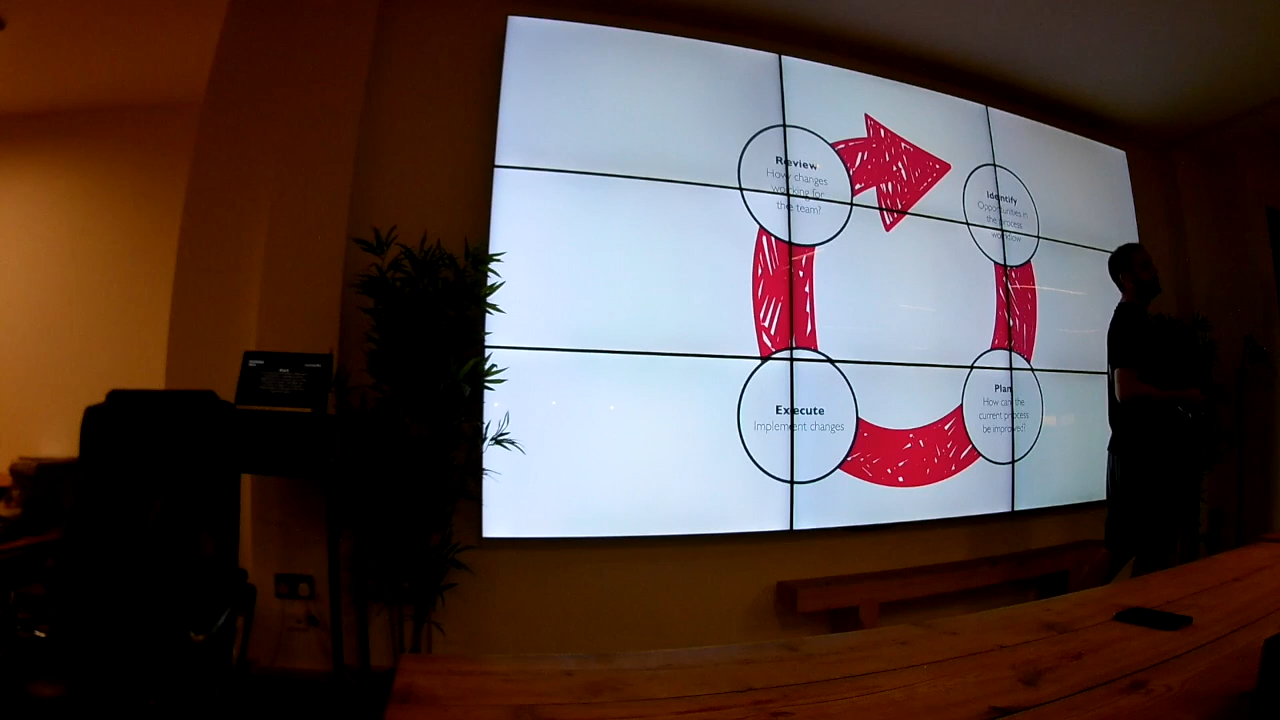 Review
How changes
working for
the team?
Identify
Opportunities in
the process
workflow
Plan
How can the
current process
be improved?
Execute
Implement changes